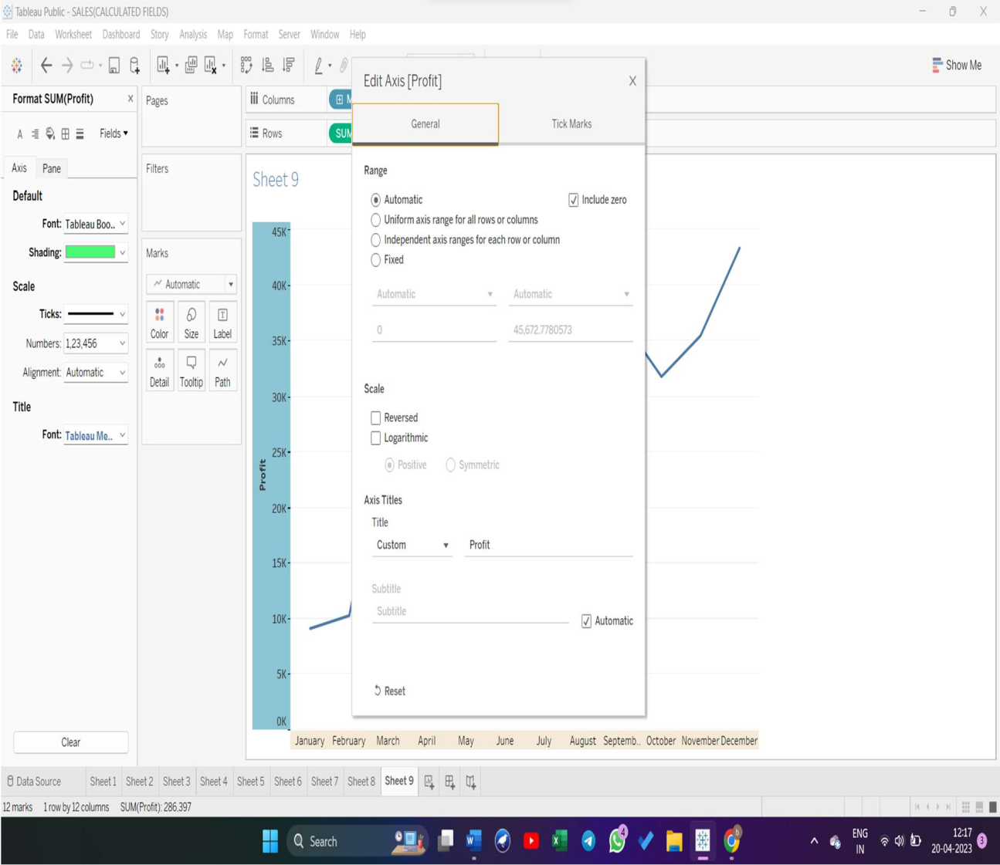 Tableau Public - SALES(CALCULATED FIELDS)
File Data Worksheet Dashboard Story Analysis Map Format Server Window Help
Show Me
Format SUM(Profit)
Fields
Axis Pane
Default
Font: Tableau Boo..
Shading:
Scale
Ticks:
Numbers: 1,23,456
Alignment: Automatic
Title
Font: Tableau Me..
Clear
Pages
Filters
Marks
Automatic
Color Size Label
Detail Tooltip Path
Columns
Rows SUM
Sheet 9
45K
40K
35K
30K
25K
20K
15K
10K
5K
0K
Profit
January February March April May June July August Septemb.. October November December
Edit Axis [Profit]
General Tick Marks
Range
Automatic Include zero
Uniform axis range for all rows or columns
Independent axis ranges for each row or column
Fixed
Automatic Automatic
0 45,672.7780573
Scale
Reversed
Logarithmic
Positive Symmetric
Axis Titles
Title
Custom Profit
Subtitle
Subtitle
Automatic
Reset
Data Source Sheet 1 Sheet 2 Sheet 3 Sheet 4 Sheet 5 Sheet 6 Sheet 7 Sheet 8 Sheet 9
12 marks 1 row by 12 columns SUM(Profit): 286,397
Search
4
ENG
IN
12:17
20-04-2023
3